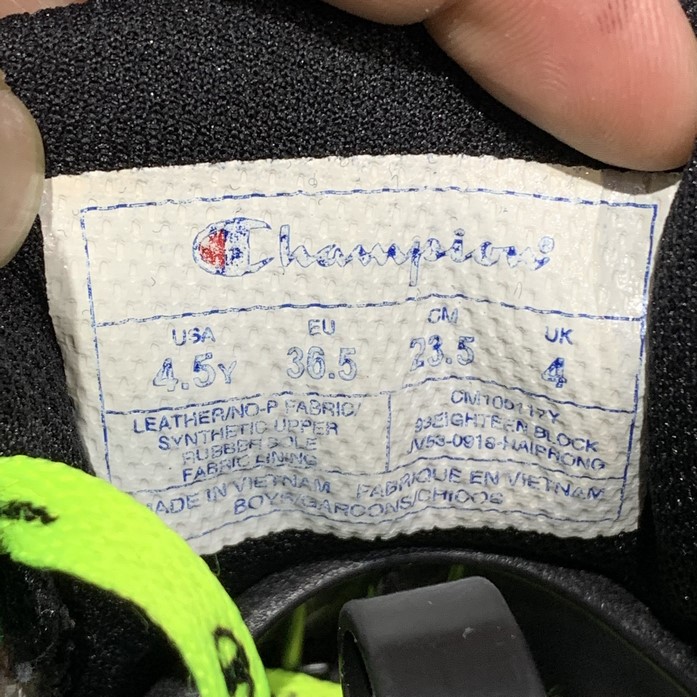 Champion
USA EU CM UK
4.5Y 36.5 23.5 4
LEATHER/NO-P FABRIC/
SYNTHETIC UPPER
RUBBER SOLE
FABRIC LINING
CM100117Y
93EIGHTEEN BLOCK
JV53-0918-HAIPHONG
MADE IN VIETNAM FABRIQUE EN VIETNAM
BOYS/GARCONS/CHICOS